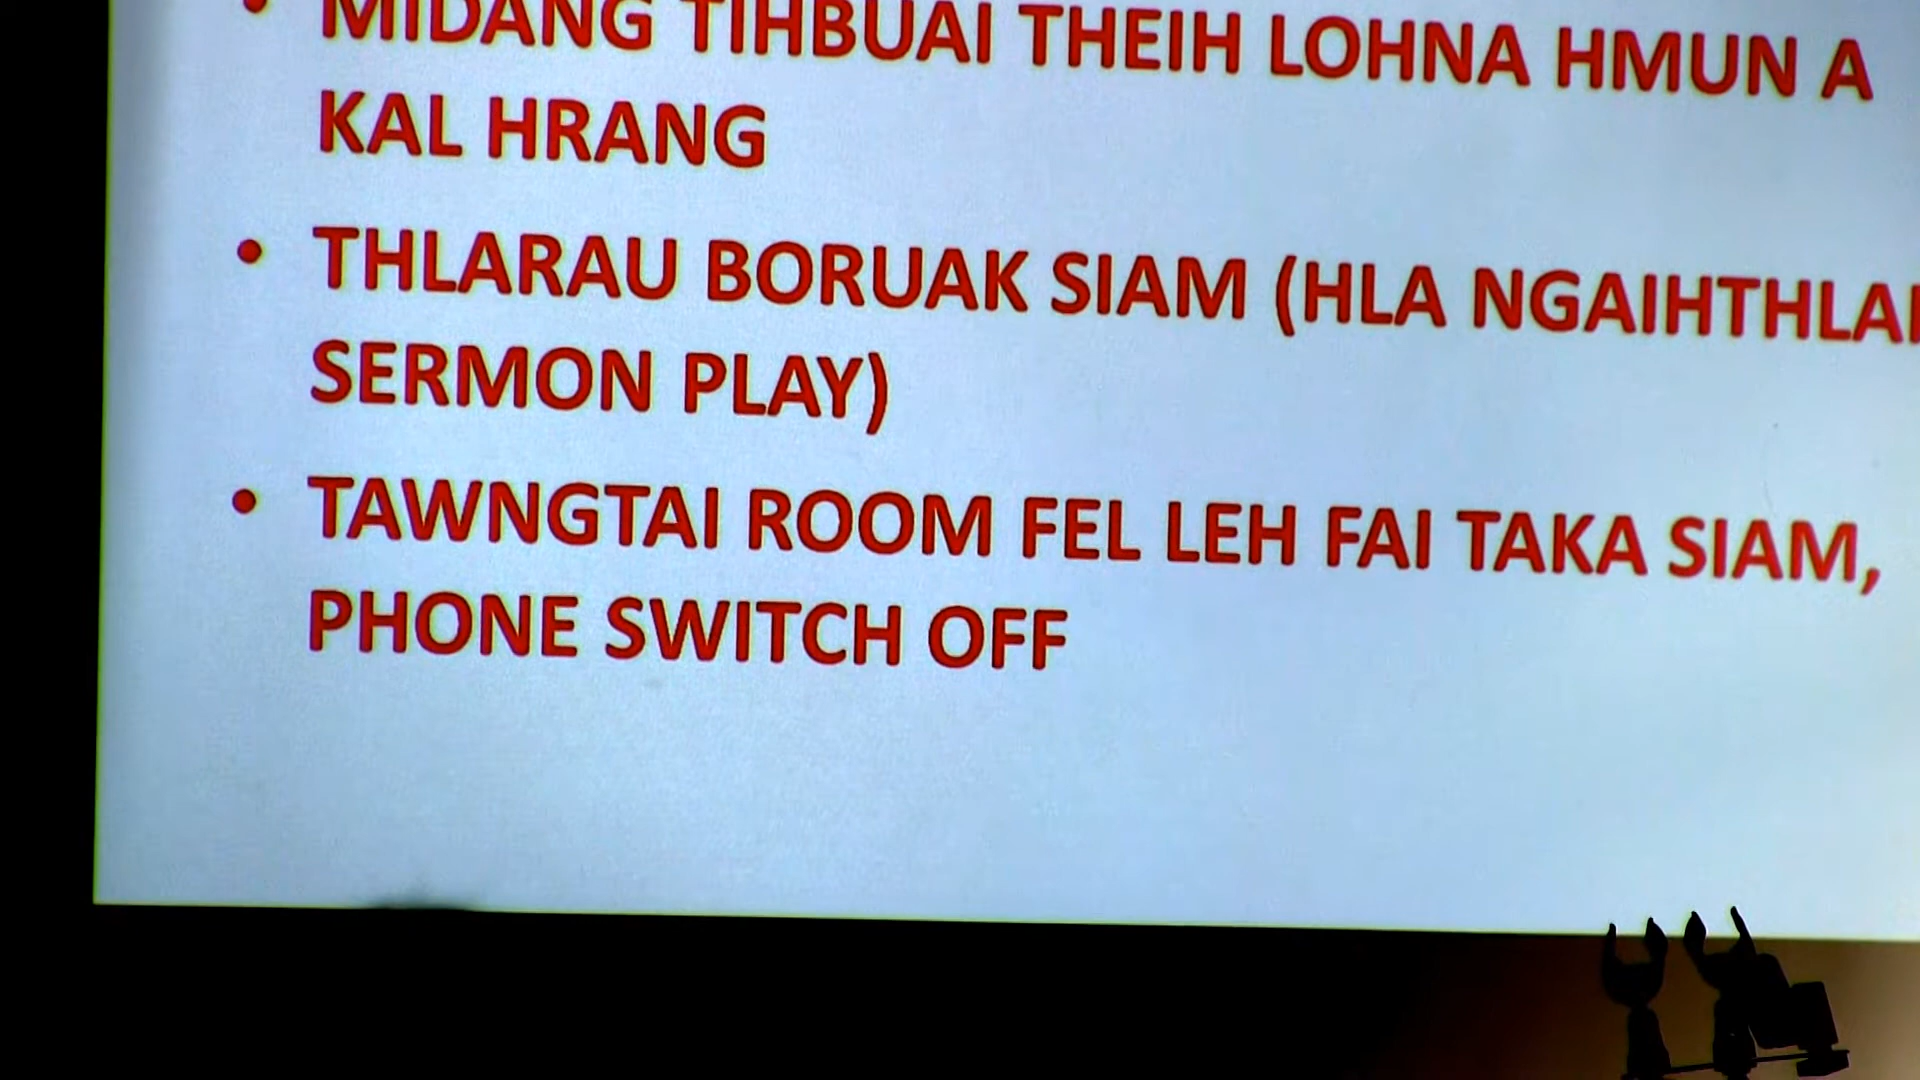 • MIDANG TIHBUAI THEIH LOHNA HMUN A
KAL HRANG
• THLARAU BORUAK SIAM (HLA NGAIHTHLAK
SERMON PLAY)
• TAWNGTAI ROOM FEL LEH FAI TAKA SIAM,
PHONE SWITCH OFF